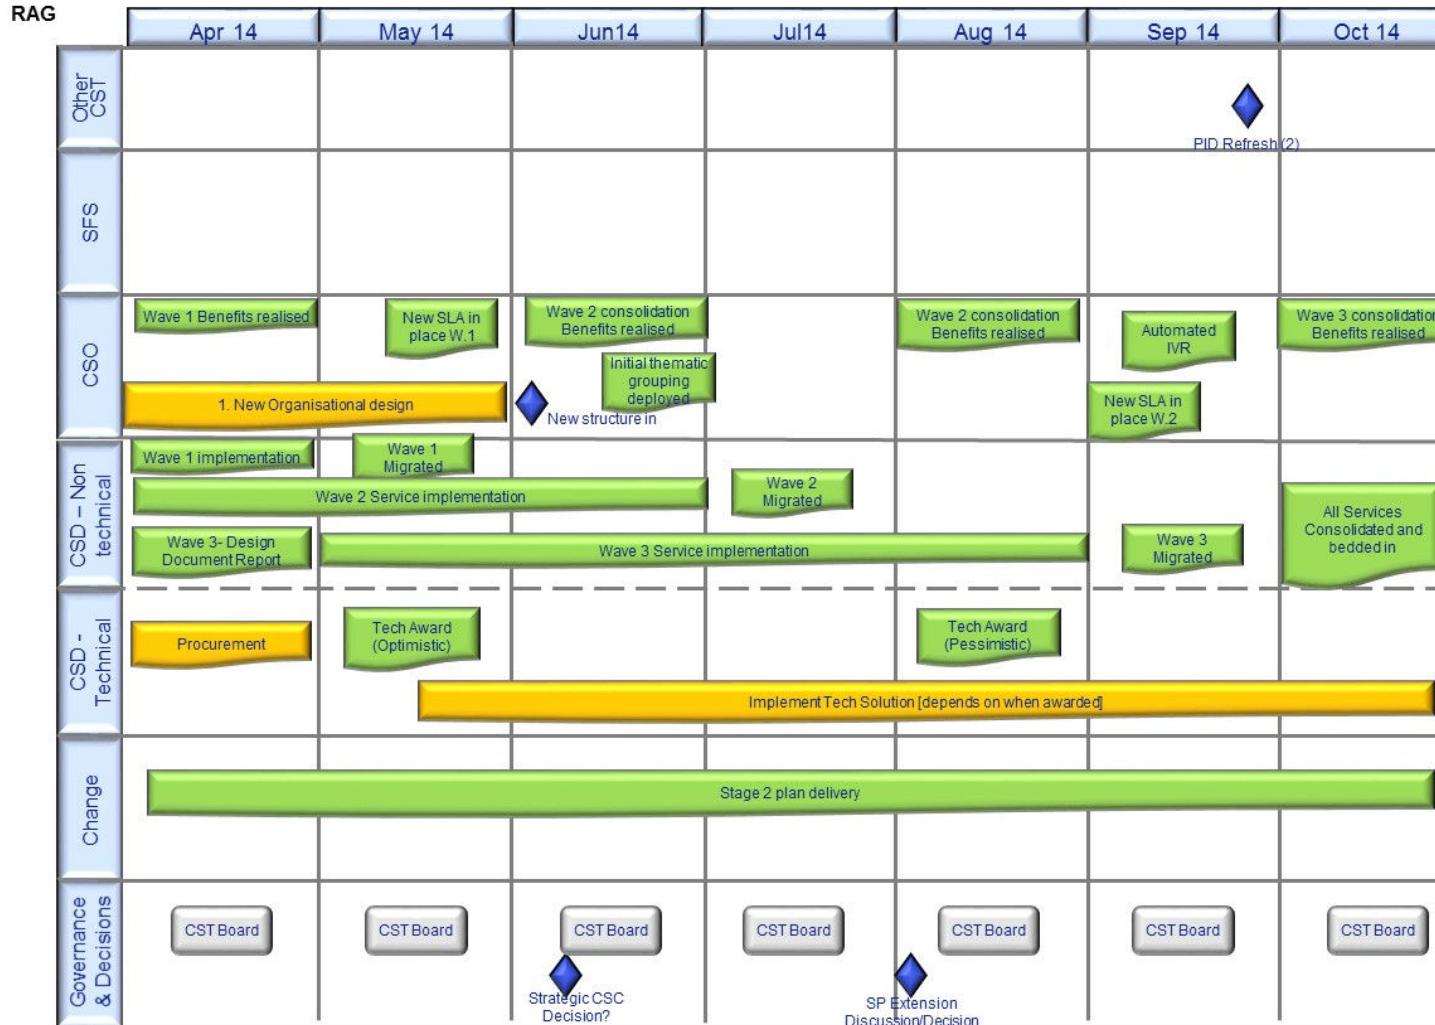 RAG
Apr 14
May 14
Jun14
Jul14
Aug 14
Sep 14
Oct 14
Other
CST
PID Refresh (2)
SFS
CSO
Wave 1 Benefits realised
New SLA in
place W.1
Wave 2 consolidation
Benefits realised
Initial thematic
grouping
deployed
Wave 2 consolidation
Benefits realised
Automated
IVR
Wave 3 consolidation
Benefits realised
1. New Organisational design
New structure in
New SLA in
place W.2
CSD – Non
technical
Wave 1 implementation
Wave 1
Migrated
Wave 2 Service implementation
Wave 2
Migrated
Wave 3- Design
Document Report
Wave 3 Service implementation
Wave 3
Migrated
All Services
Consolidated and
bedded in
CSD -
Technical
Procurement
Tech Award
(Optimistic)
Tech Award
(Pessimistic)
Implement Tech Solution [depends on when awarded]
Change
Stage 2 plan delivery
Governance
& Decisions
CST Board
CST Board
CST Board
CST Board
CST Board
CST Board
CST Board
Strategic CSC
Decision?
SP Extension
Discussion/Decision